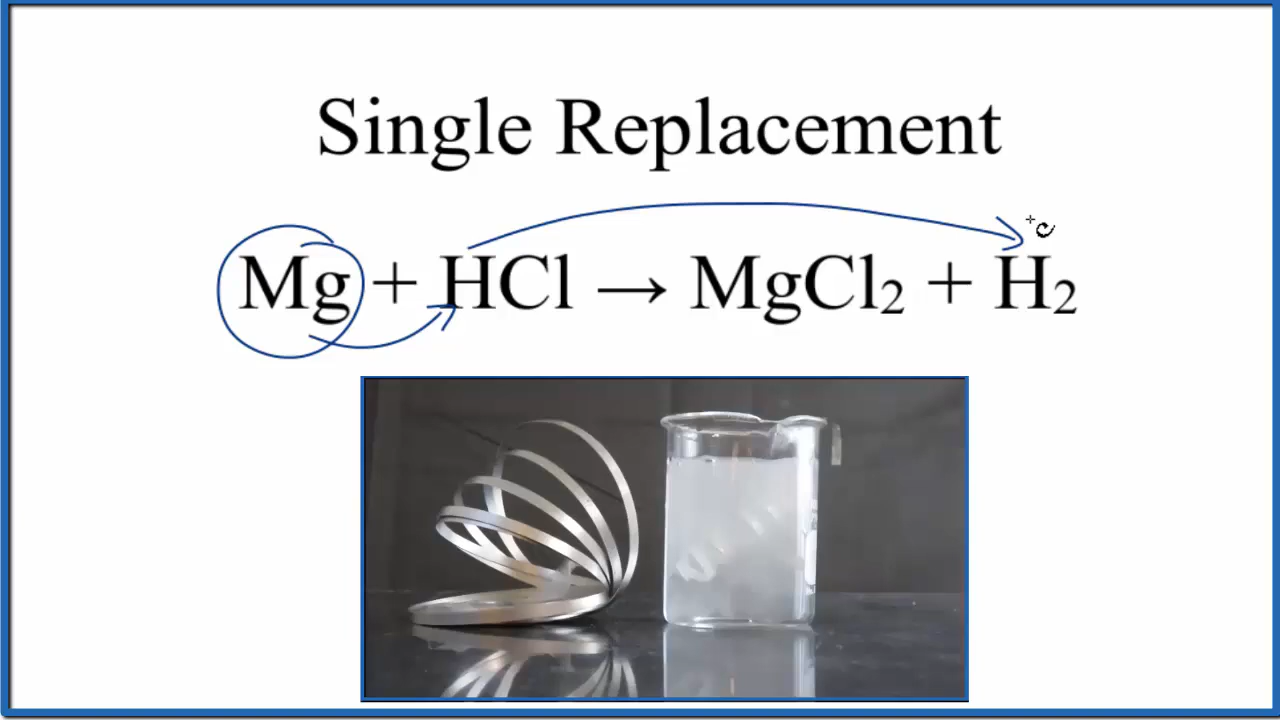 Single Replacement
Mg + HCl → MgCl₂ + H₂